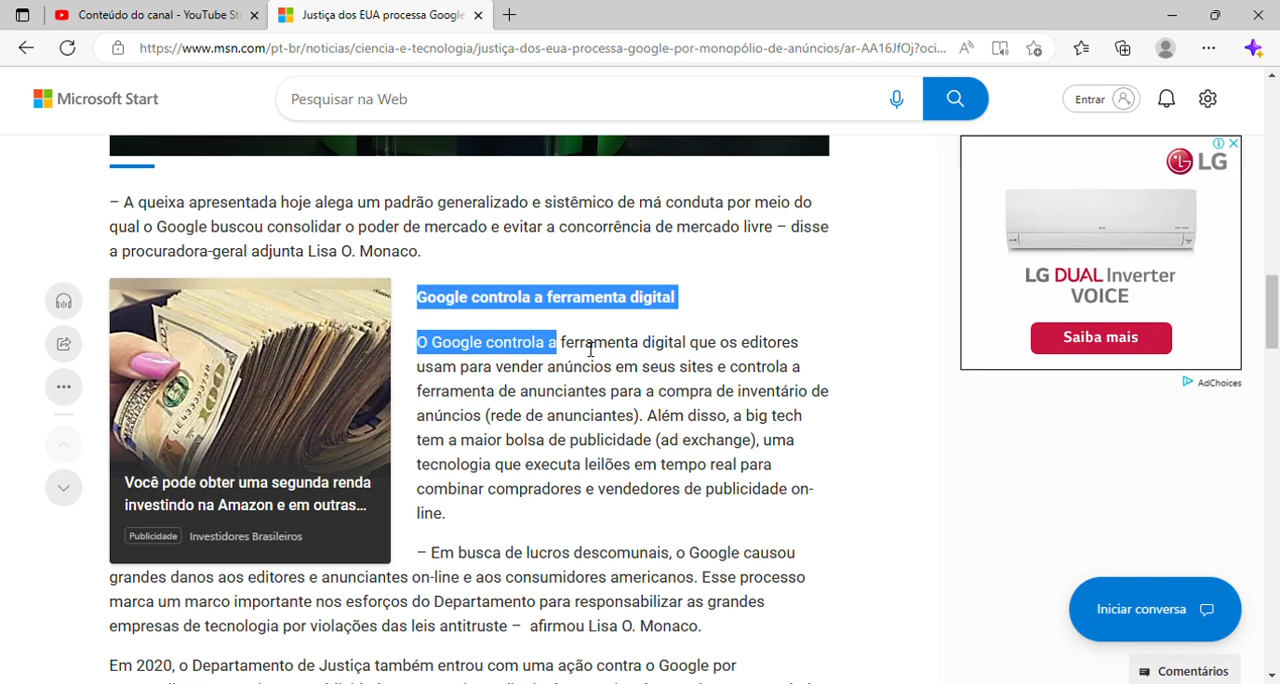 Conteúdo do canal - YouTube St
Justiça dos EUA processa Google
https://www.msn.com/pt-br/noticias/ciencia-e-tecnologia/justiça-dos-eua-processa-google-por-monopólio-de-anúncios/ar-AA16JfOj?oci...
Microsoft Start
Pesquisar na Web
Entrar
– A queixa apresentada hoje alega um padrão generalizado e sistêmico de má conduta por meio do
qual o Google buscou consolidar o poder de mercado e evitar a concorrência de mercado livre – disse
a procuradora-geral adjunta Lisa O. Monaco.
Google controla a ferramenta digital
O Google controla a ferramenta digital que os editores
usam para vender anúncios em seus sites e controla a
ferramenta de anunciantes para a compra de inventário de
anúncios (rede de anunciantes). Além disso, a big tech
tem a maior bolsa de publicidade (ad exchange), uma
tecnologia que executa leilões em tempo real para
combinar compradores e vendedores de publicidade on-
line.
Você pode obter uma segunda renda
investindo na Amazon e em outras...
Publicidade Investidores Brasileiros
– Em busca de lucros descomunais, o Google causou
grandes danos aos editores e anunciantes on-line e aos consumidores americanos. Esse processo
marca um marco importante nos esforços do Departamento para responsabilizar as grandes
empresas de tecnologia por violações das leis antitruste – afirmou Lisa O. Monaco.
Em 2020, o Departamento de Justiça também entrou com uma ação contra o Google por
LG
LG DUAL Inverter
VOICE
Saiba mais
AdChoices
Iniciar conversa
Comentários